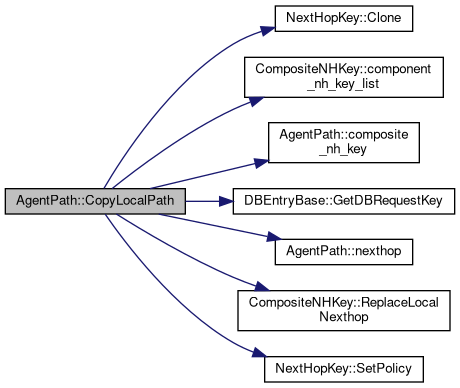 NextHopKey::Clone
CompositeNHKey::component
_nh_key_list
AgentPath::composite
_nh_key
AgentPath::CopyLocalPath
DBEntryBase::GetDBRequestKey
AgentPath::nexthop
CompositeNHKey::ReplaceLocal
Nexthop
NextHopKey::SetPolicy